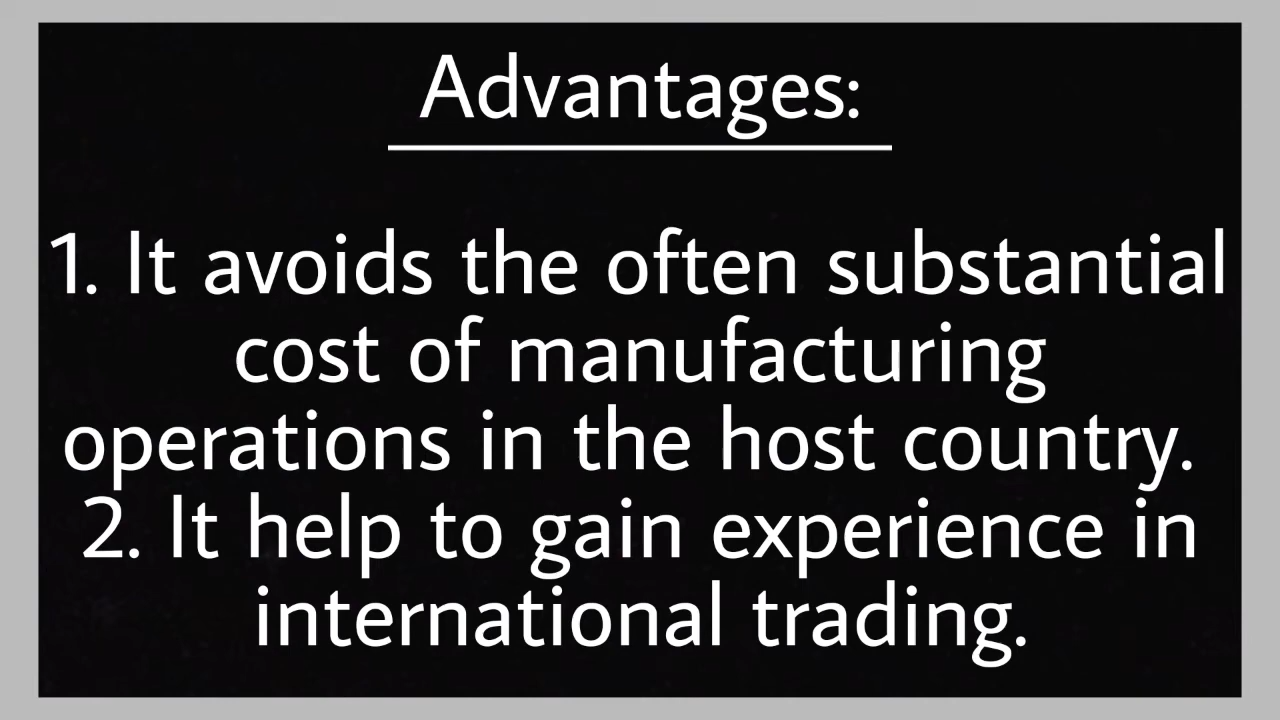 Advantages:
1. It avoids the often substantial
cost of manufacturing
operations in the host country.
2. It help to gain experience in
international trading.